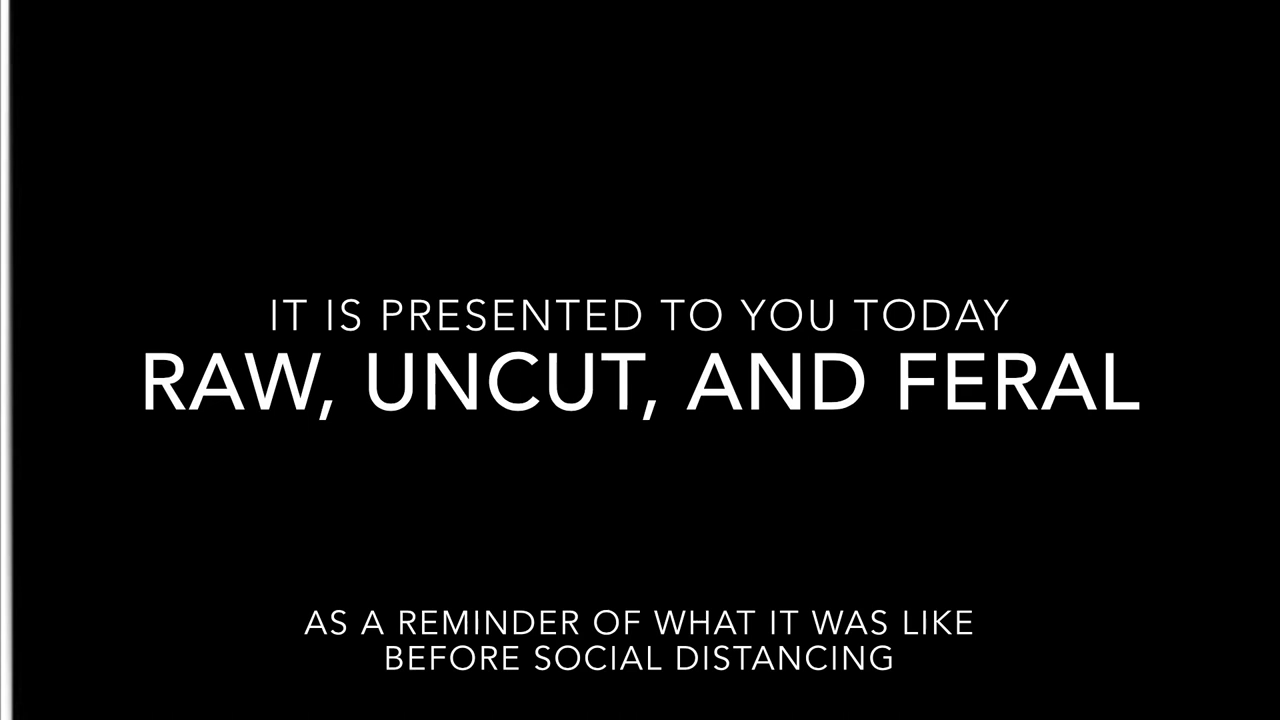 IT IS PRESENTED TO YOU TODAY
RAW, UNCUT, AND FERAL
AS A REMINDER OF WHAT IT WAS LIKE
BEFORE SOCIAL DISTANCING